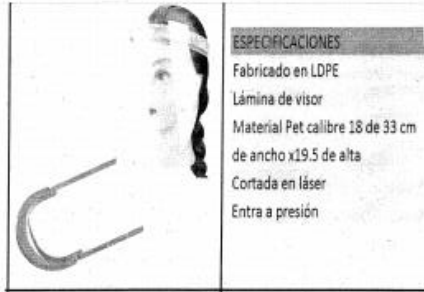 ESPECIFICACIONES
Fabricado en LDPE
Lámina de visor
Material Pet calibre 18 de 33 cm
de ancho x19.5 de alta
Cortada en láser
Entra a presión